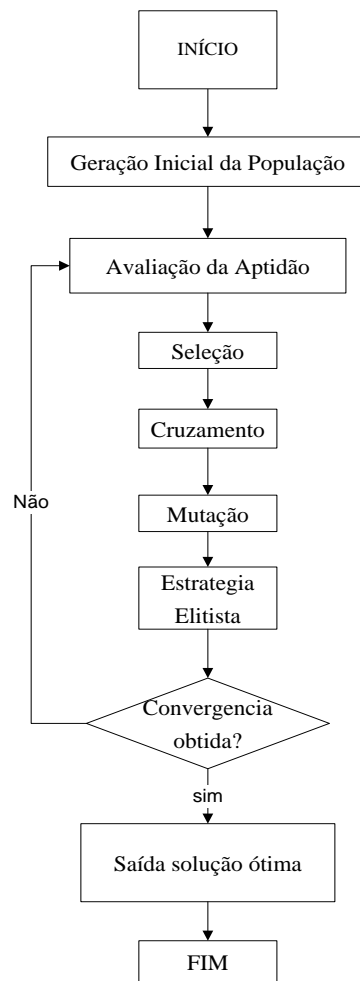 INÍCIO
Geração Inicial da População
Avaliação da Aptidão
Seleção
Cruzamento
Não
Mutação
Estrategia
Elitista
Convergencia
obtida?
sim
Saída solução ótima
FIM